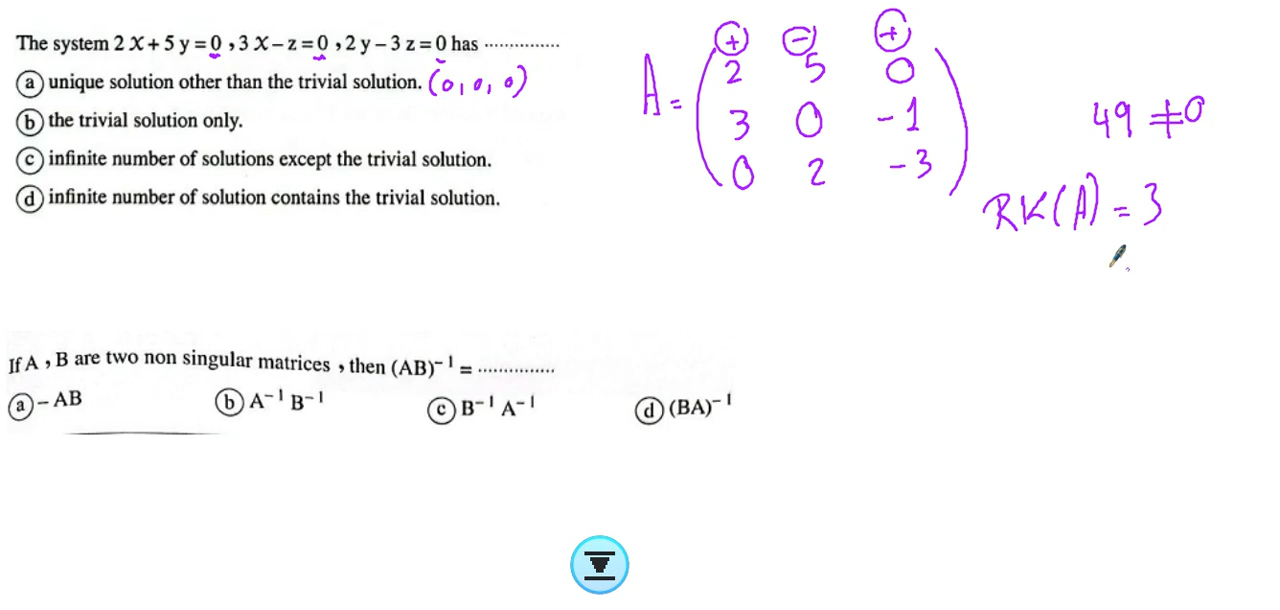 The system 2 X + 5 y = 0 , 3 X – z = 0 , 2 y – 3 z = 0 has ...............
(a) unique solution other than the trivial solution. (0, 0, 0)
(b) the trivial solution only.
(c) infinite number of solutions except the trivial solution.
(d) infinite number of solution contains the trivial solution.
+ − +
A = ( 2 5 0
3 0 -1
0 2 -3 )
49 ≠ 0
RK(A) = 3
If A , B are two non singular matrices , then (AB)⁻¹ = ...............
(a) – AB (b) A⁻¹ B⁻¹ (c) B⁻¹ A⁻¹ (d) (BA)⁻¹